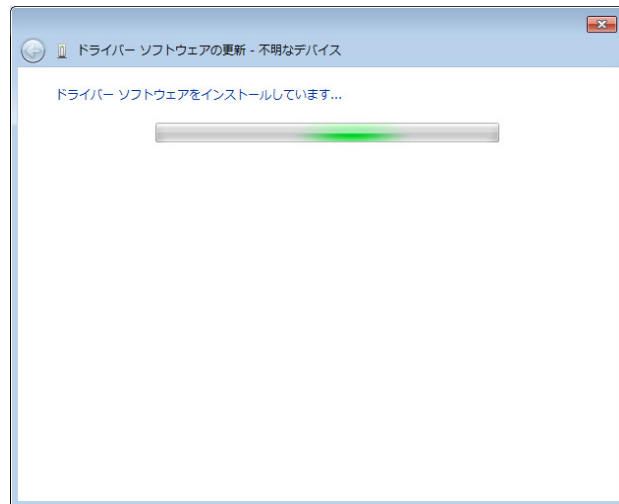 ドライバー ソフトウェアの更新 - 不明なデバイス
ドライバー ソフトウェアをインストールしています...